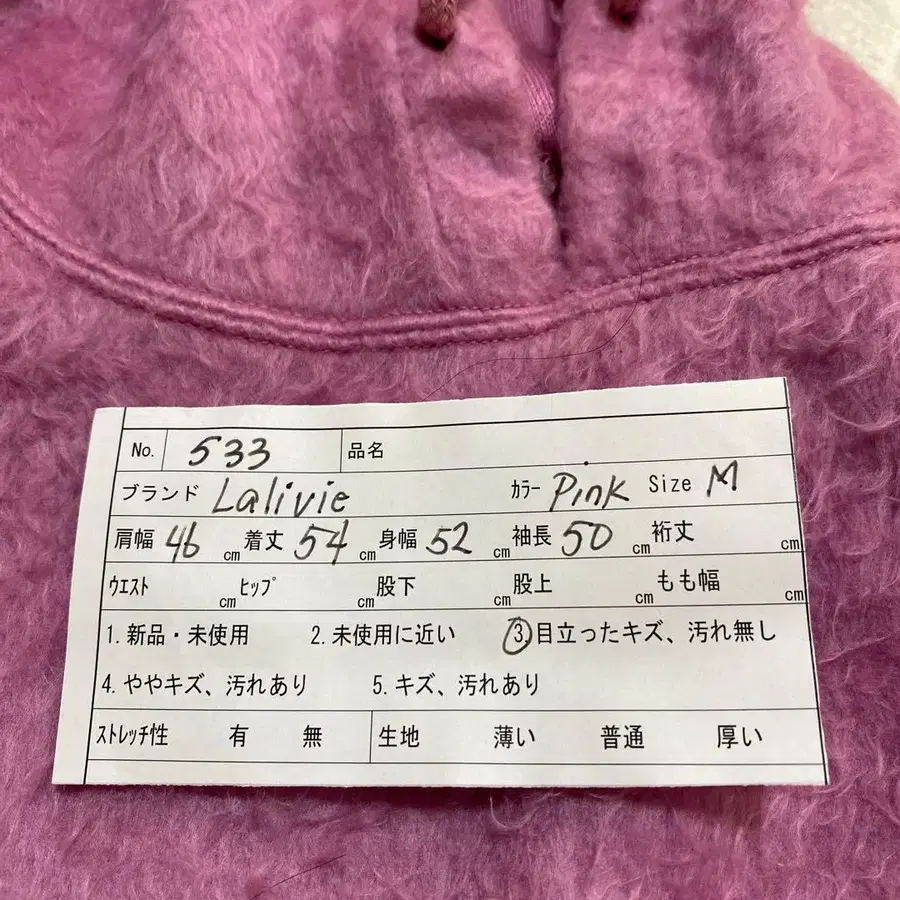 No. 533 品名
ブランド Lalivie カラー Pink Size M
肩幅 46 cm 着丈 54 cm 身幅 52 cm 袖長 50 cm 裄丈 cm
ウエスト cm ヒップ cm 股下 cm 股上 cm もも幅 cm
1. 新品・未使用 2. 未使用に近い ③目立ったキズ、汚れ無し
4. ややキズ、汚れあり 5. キズ、汚れあり
ストレッチ性 有 無 生地 薄い 普通 厚い